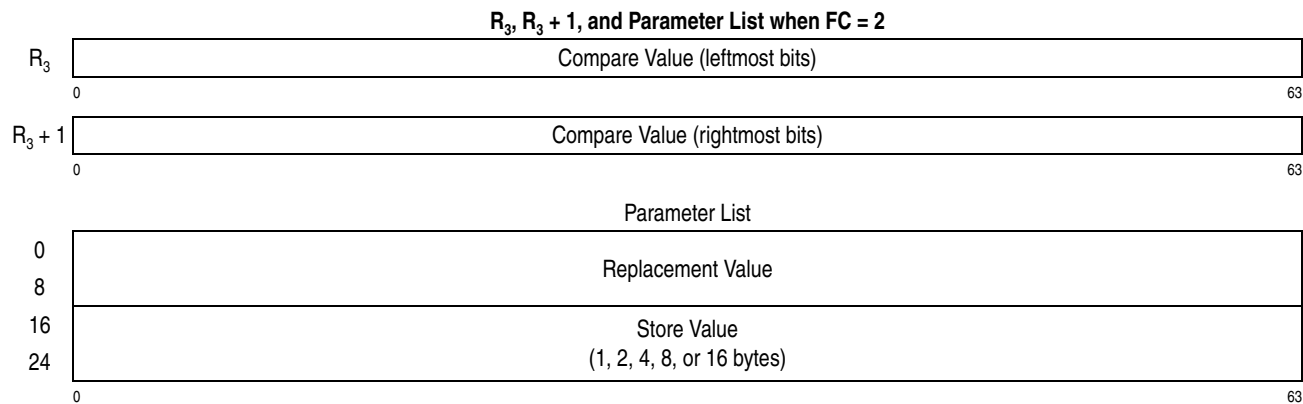 R3, R3 + 1, and Parameter List when FC = 2
R3 Compare Value (leftmost bits)
0 63
R3 + 1 Compare Value (rightmost bits)
0 63
Parameter List
0
Replacement Value
8
16 Store Value
24 (1, 2, 4, 8, or 16 bytes)
0 63